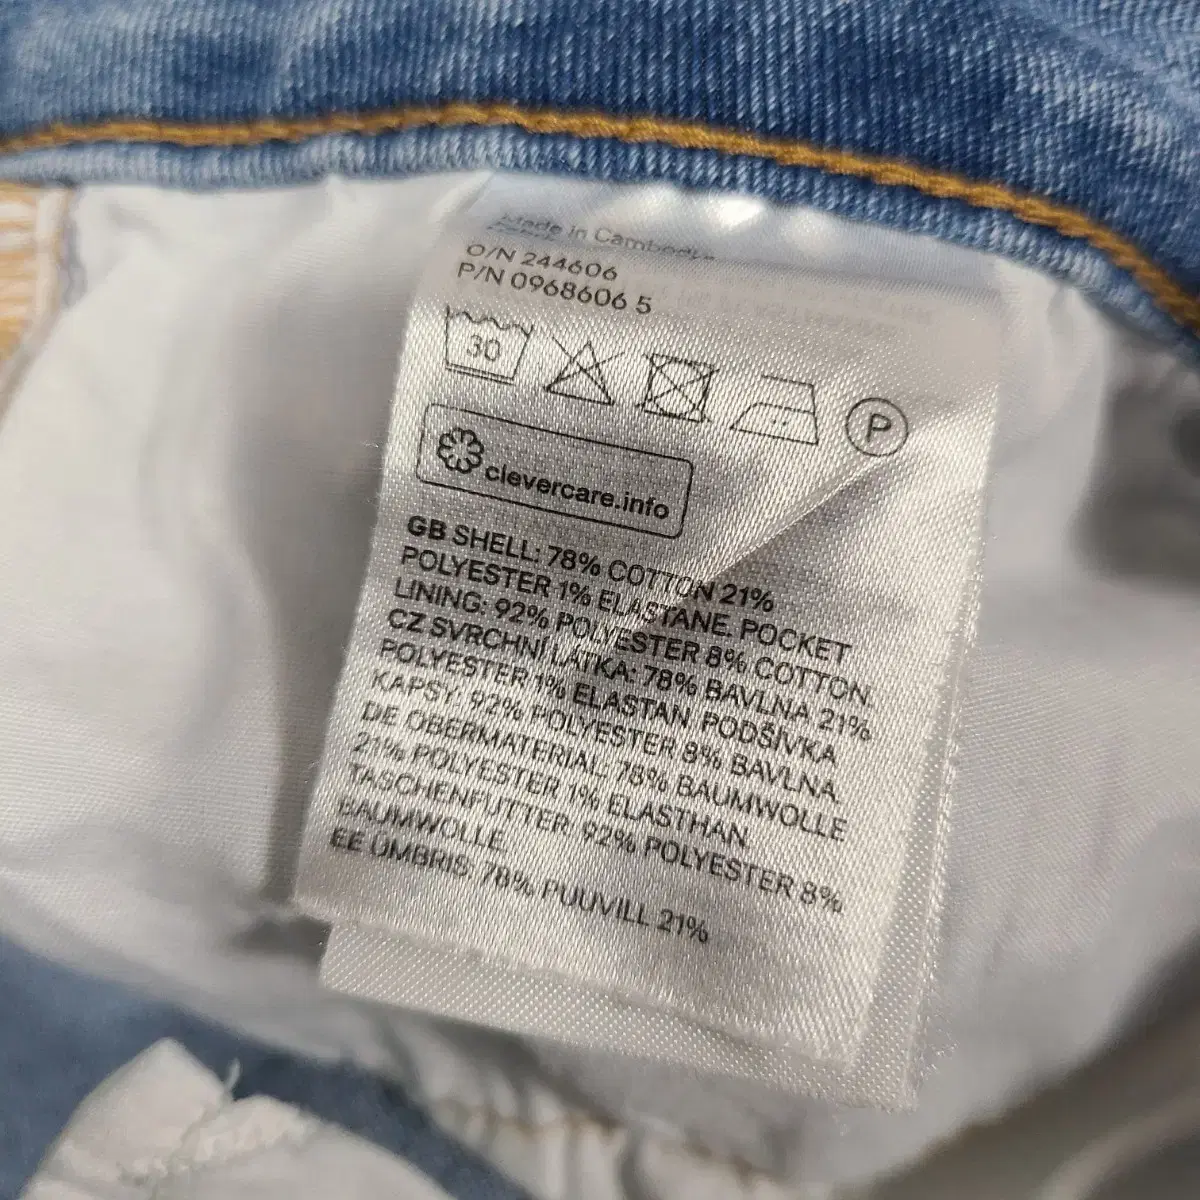 Made in Cambodia
O/N 244606
P/N 0968606 5
30
P
clevercare.info
GB SHELL: 78% COTTON 21%
POLYESTER 1% ELASTANE. POCKET
LINING: 92% POLYESTER 8% COTTON
CZ SVRCHNÍ LÁTKA: 78% BAVLNA 21%
POLYESTER 1% ELASTAN PODŠÍVKA
KAPSY: 92% POLYESTER 8% BAVLNA
DE OBERMATERIAL: 78% BAUMWOLLE
21% POLYESTER 1% ELASTHAN
TASCHENFUTTER: 92% POLYESTER 8%
BAUMWOLLE
EE ÜMBRIS: 78% PUUVILL 21%